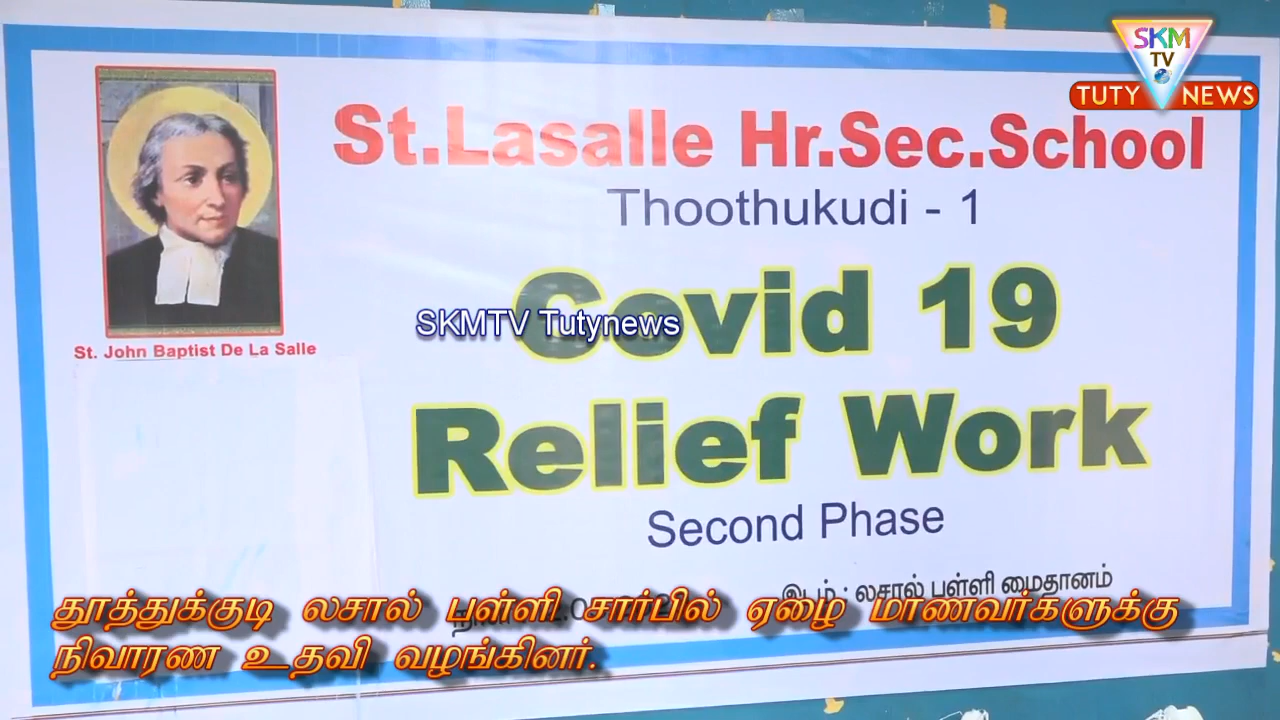 SKM
TV
TUTY NEWS
St.Lasalle Hr.Sec.School
Thoothukudi - 1
Covid 19
SKMTV Tutynews
Relief Work
St. John Baptist De La Salle
Second Phase
இடம் : லசால் பள்ளி மைதானம்
தூத்துக்குடி லசால் பள்ளி சார்பில் ஏழை மாணவர்களுக்கு
நிவாரண உதவி வழங்கினர்.